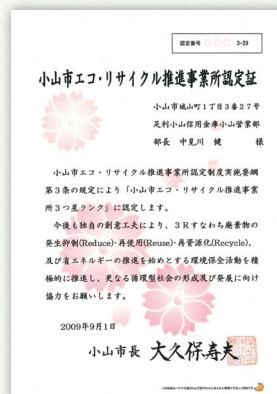 認定番号 ○○○ 3-29
小山市エコ・リサイクル推進事業所認定証
小山市城山町1丁目3番27号
足利小山信用金庫小山営業部
部長 中見川 健 様
小山市エコ・リサイクル推進事業所認定制度実施要綱
第3条の規定により「小山市エコ・リサイクル推進事業
所3つ星ランク」に認定します。
今後も独自の創意工夫により、3Rすなわち廃棄物の
発生抑制(Reduce)・再使用(Reuse)・再資源化(Recycle)、
及び省エネルギーの推進を始めとする環境保全活動を積
極的に推進し、更なる循環型社会の形成及び発展に向け
協力をお願いします。
2009年9月1日
小山市長 大久保寿夫